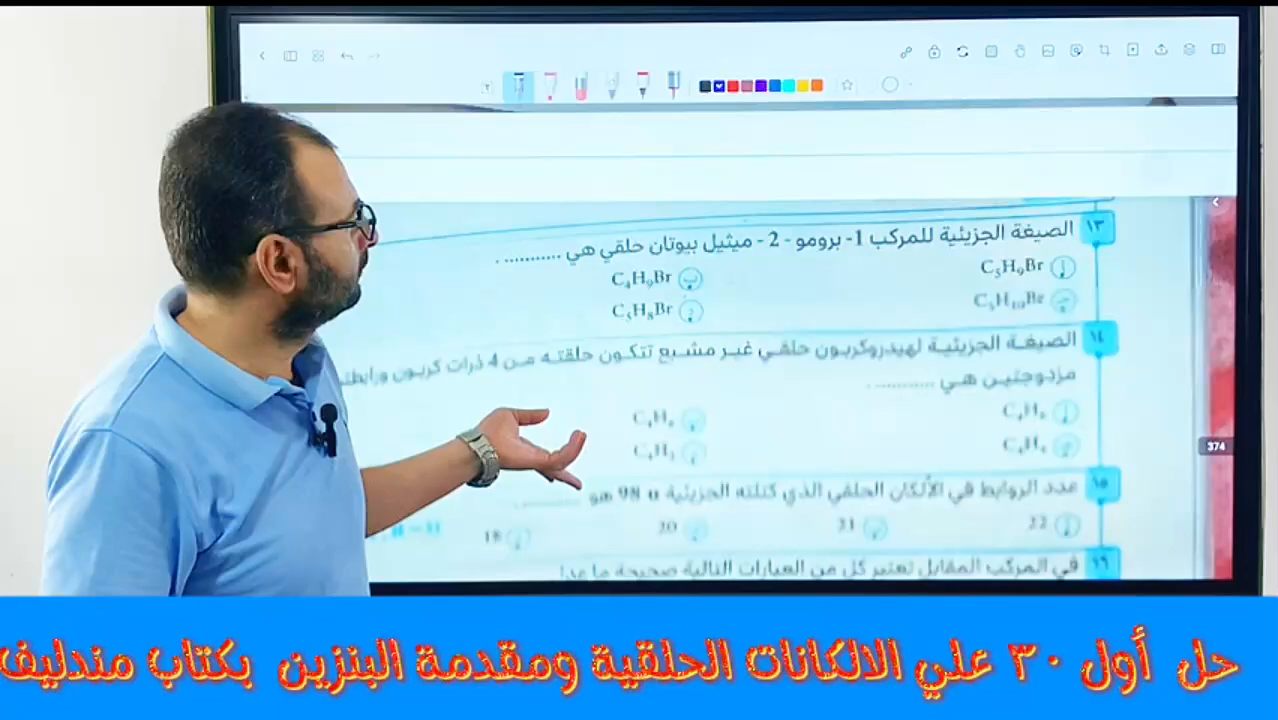 ١٣ الصيغة الجزيئية للمركب 1- برومو - 2 - ميثيل بيوتان حلقي هي ............
أ C₅H₉Br ب C₄H₉Br
ج C₅H₁₀Br د C₅H₈Br
١٤ الصيغة الجزيئية لهيدروكربون حلقي غير مشبع تتكون حلقته من 4 ذرات كربون ورابطتين
مزدوجتين هي ............
١٥ عدد الروابط في الألكان الحلقي الذي كتلته الجزيئية 98 u هو ............
22 21 20 18
١٦ في المركب المقابل تعتبر كل من العبارات التالية صحيحة ما عدا
374
حل أول ٣٠ علي الالكانات الحلقية ومقدمة البنزين بكتاب مندليف